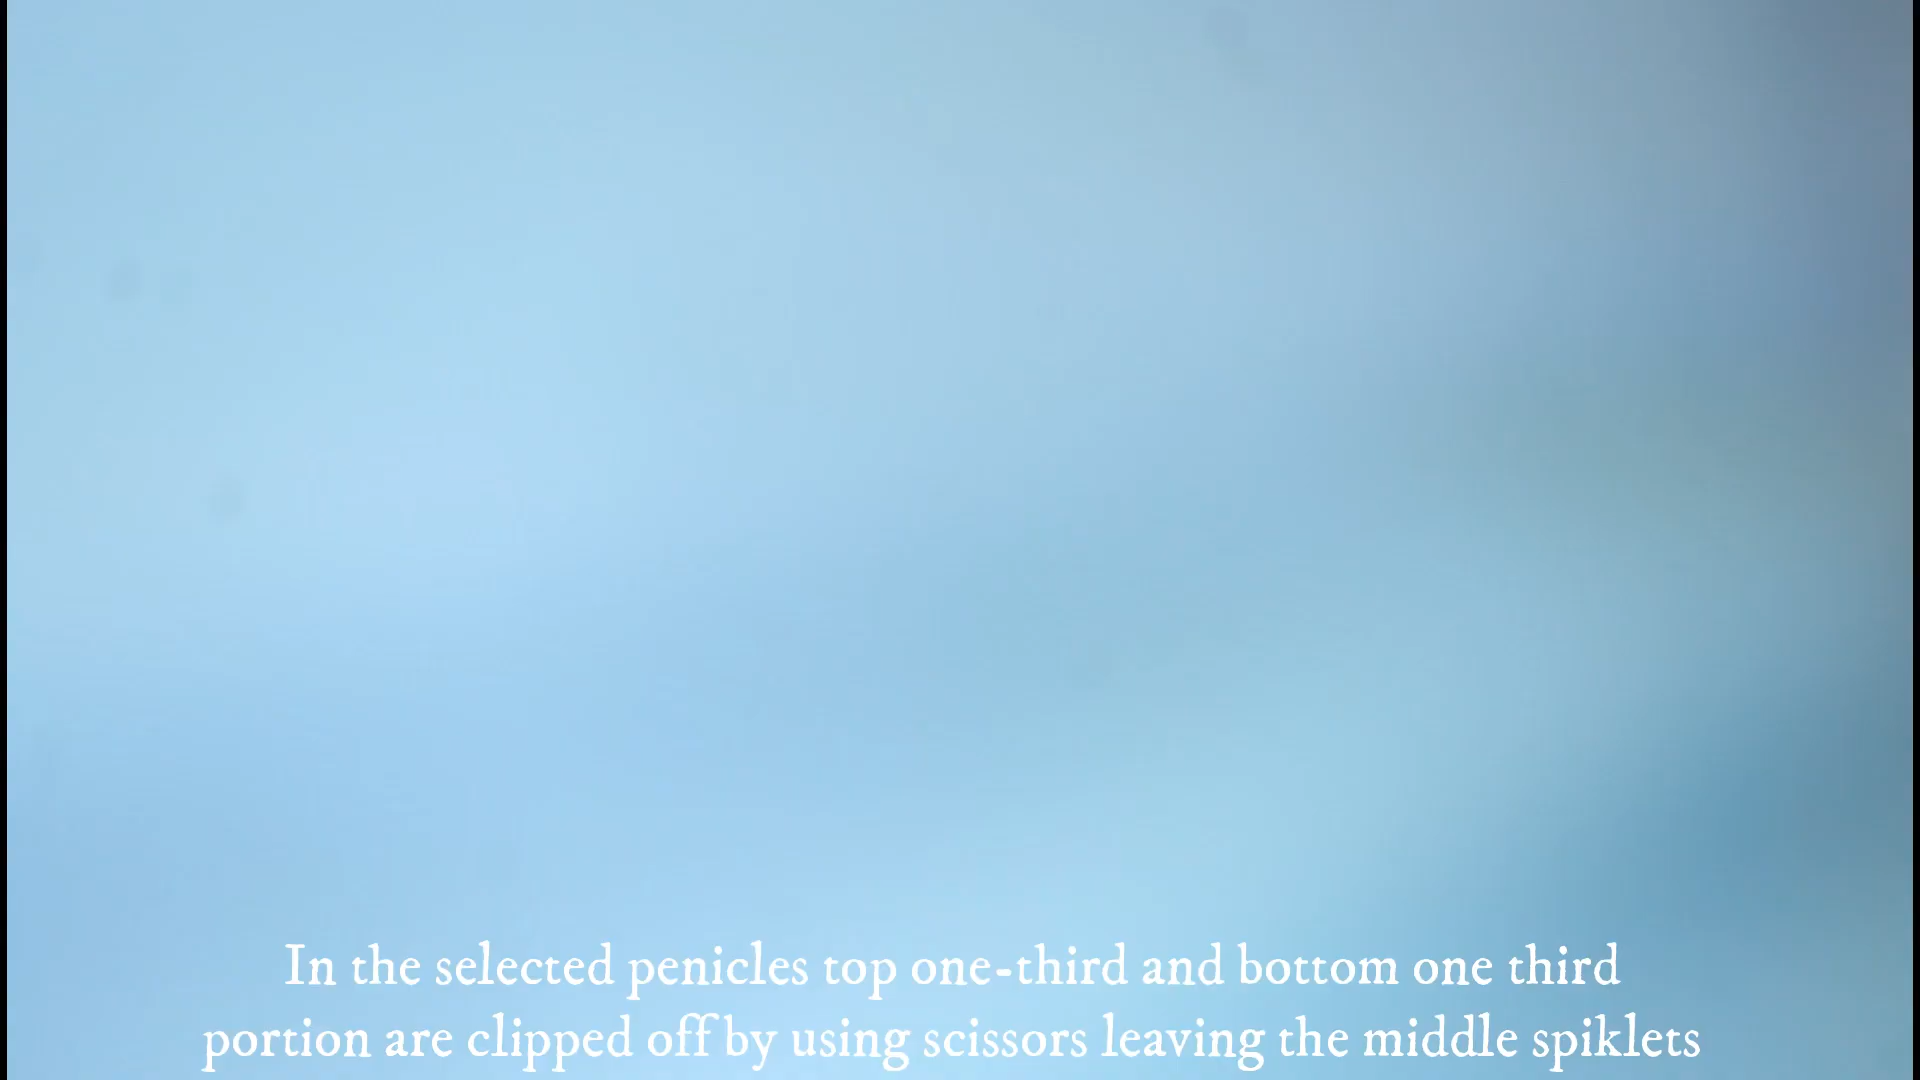 In the selected penicles top one-third and bottom one third
portion are clipped off by using scissors leaving the middle spiklets